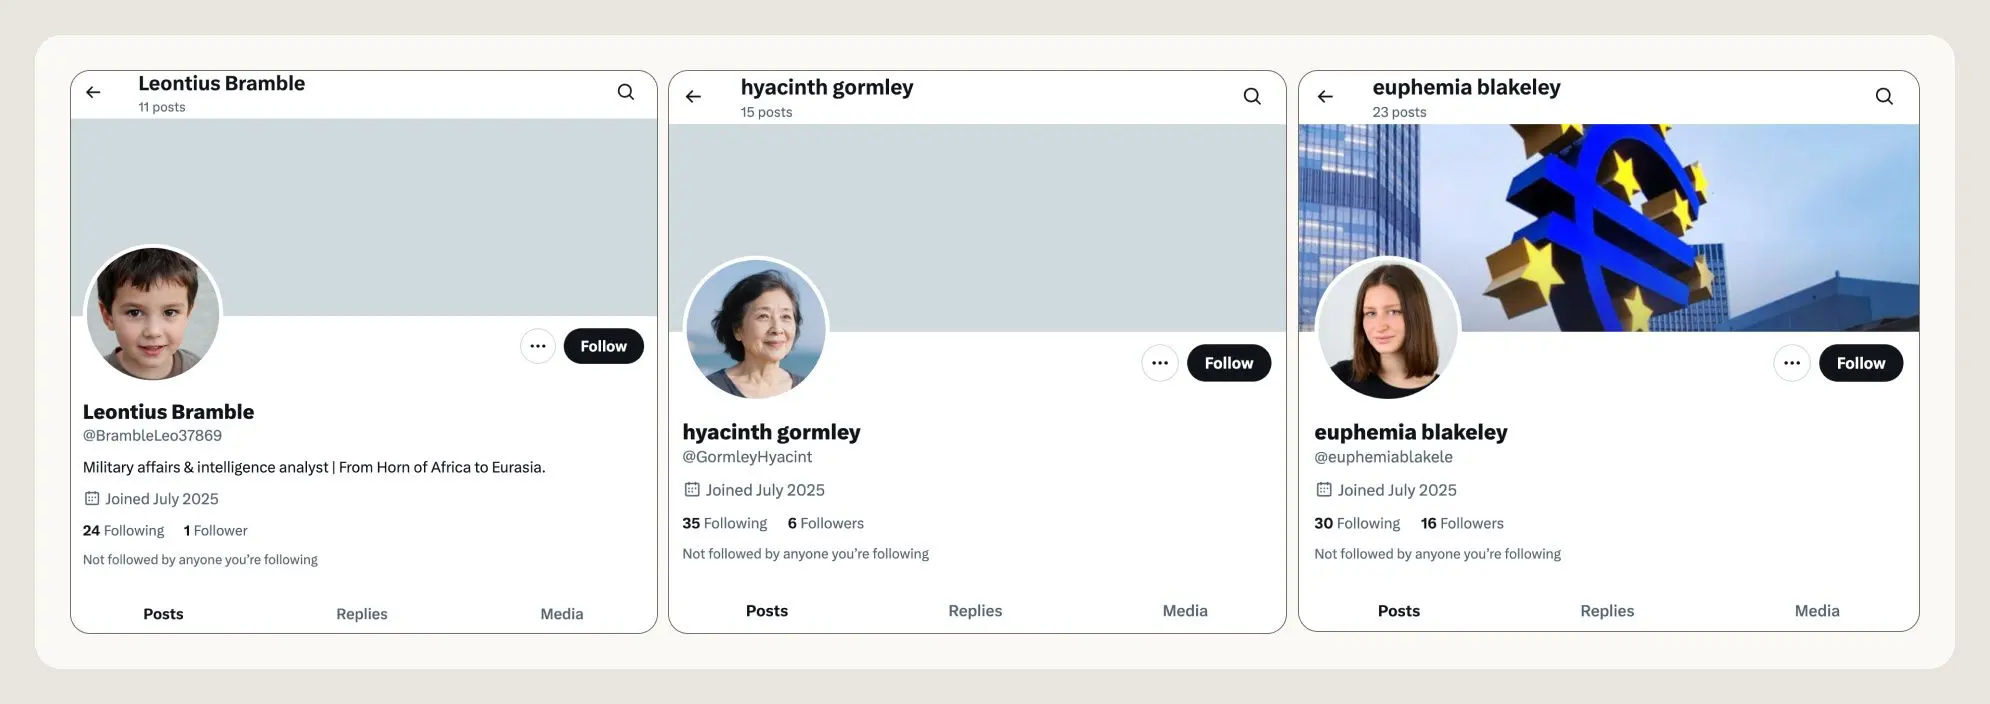 Leontius Bramble
11 posts
Follow
Leontius Bramble
@BrambleLeo37869
Military affairs & intelligence analyst | From Horn of Africa to Eurasia.
Joined July 2025
24 Following 1 Follower
Not followed by anyone you're following
Posts Replies Media
hyacinth gormley
15 posts
Follow
hyacinth gormley
@GormleyHyacint
Joined July 2025
35 Following 6 Followers
Not followed by anyone you're following
Posts Replies Media
euphemia blakeley
23 posts
Follow
euphemia blakeley
@euphemiablakele
Joined July 2025
30 Following 16 Followers
Not followed by anyone you're following
Posts Replies Media